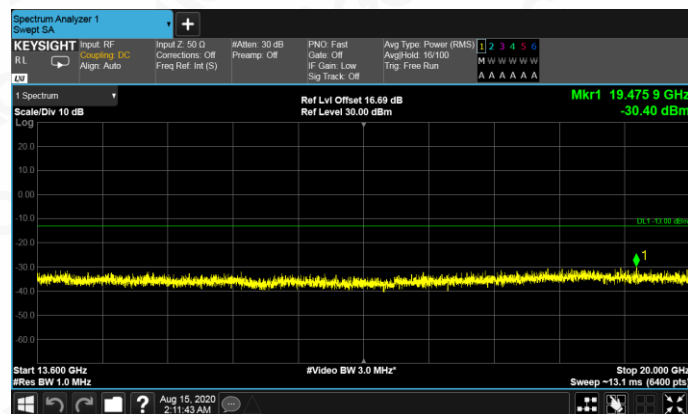 Spectrum Analyzer 1
Swept SA
+
KEYSIGHT
RL
LXI
Input: RF
Coupling: DC
Align: Auto
Input Z: 50 Ω
Corrections: Off
Freq Ref: Int (S)
#Atten: 30 dB
Preamp: Off
PNO: Fast
Gate: Off
IF Gain: Low
Sig Track: Off
Avg Type: Power (RMS)
Avg|Hold: 16/100
Trig: Free Run
1 2 3 4 5 6
M W W W W W
A A A A A A
1 Spectrum
Scale/Div 10 dB
Ref Lvl Offset 16.69 dB
Ref Level 30.00 dBm
Mkr1 19.475 9 GHz
-30.40 dBm
Log
20.0
10.0
0.00
-10.0
DL1 -13.00 dBm
-20.0
1
-30.0
-40.0
-50.0
-60.0
Start 13.600 GHz
#Video BW 3.0 MHz*
Stop 20.000 GHz
#Res BW 1.0 MHz
Sweep ~13.1 ms (6400 pts)
?
Aug 15, 2020
2:11:43 AM